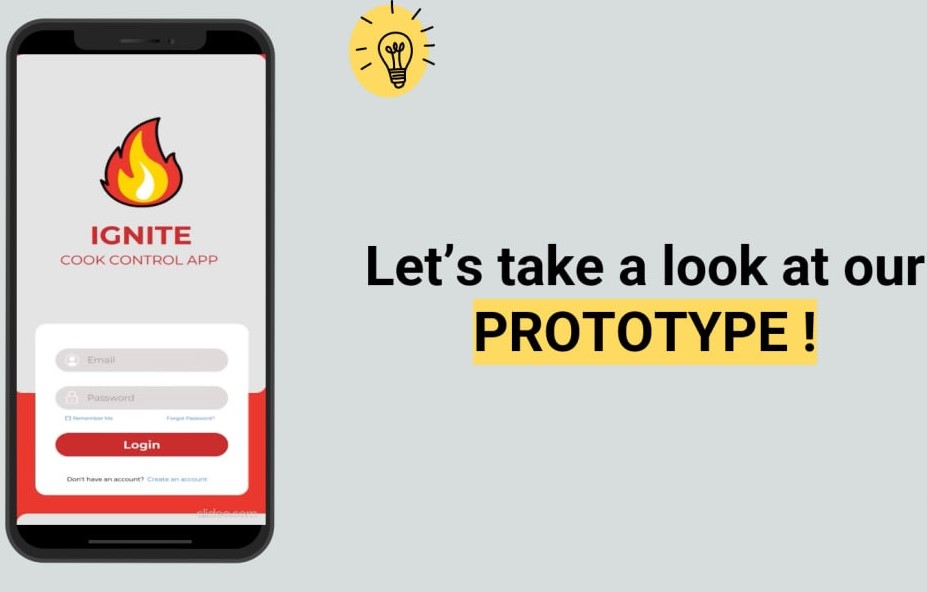 IGNITE
COOK CONTROL APP
Email
Password
Remember Me Forgot Password?
Login
Don't have an account? Create an account
Let’s take a look at our
PROTOTYPE !